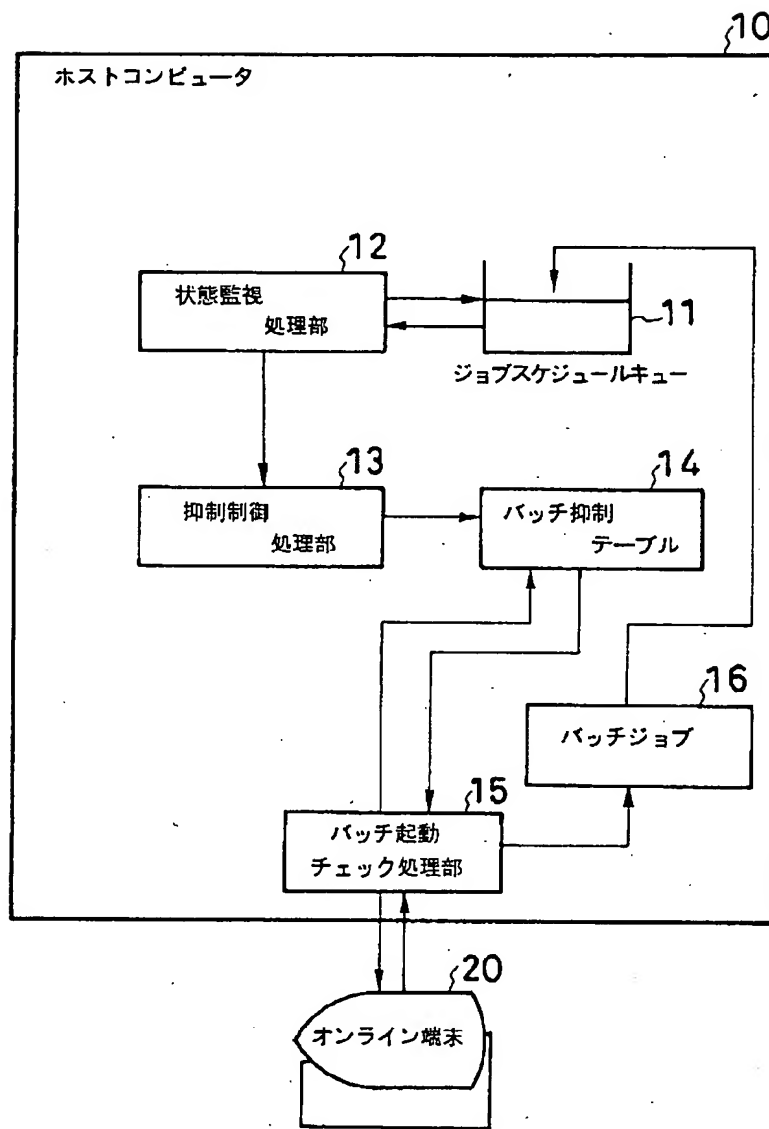 10
ホストコンピュータ
12
状態監視
処理部
11
ジョブスケジュールキュー
13
抑制制御
処理部
14
バッチ抑制
テーブル
16
バッチジョブ
15
バッチ起動
チェック処理部
20
オンライン端末